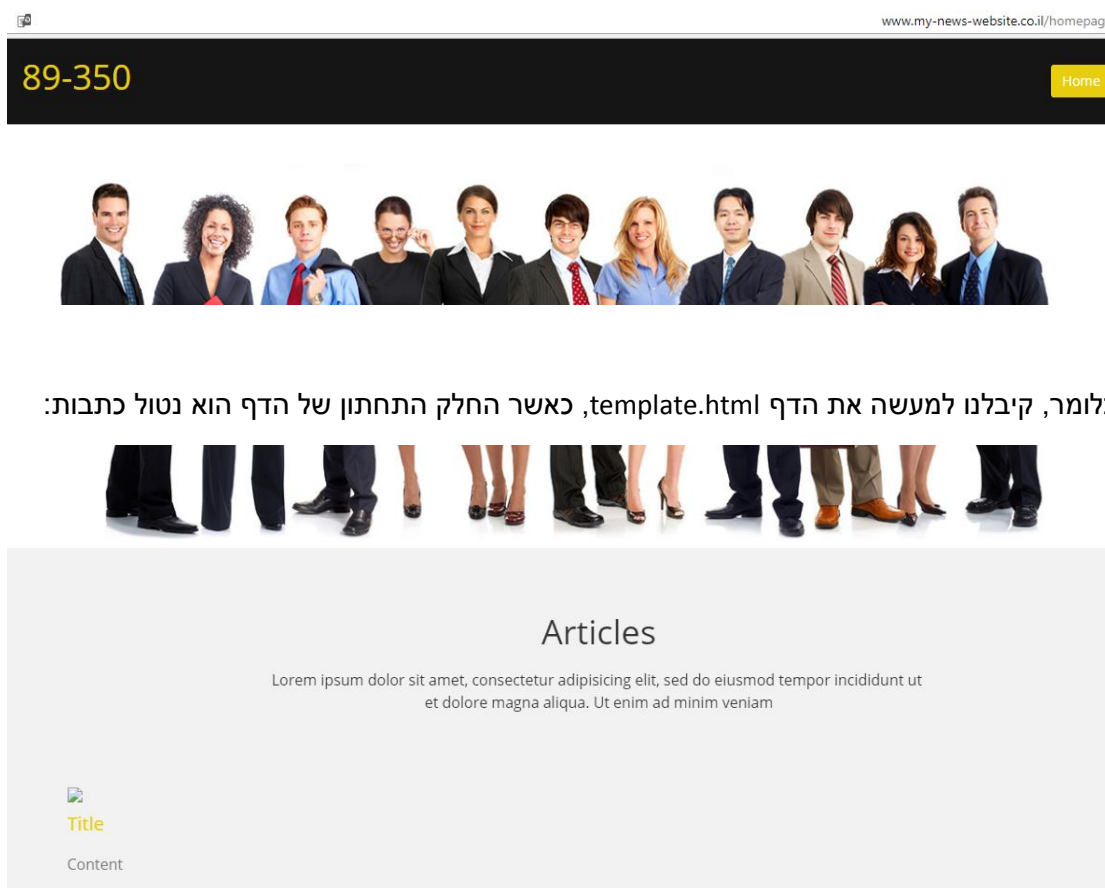 www.my-news-website.co.il/homepag
89-350
Home
כלומר, קיבלנו למעשה את הדף template.html, כאשר החלק התחתון של הדף הוא נטול כתבות:
Articles
Lorem ipsum dolor sit amet, consectetur adipisicing elit, sed do eiusmod tempor incididunt ut
et dolore magna aliqua. Ut enim ad minim veniam
Title
Content